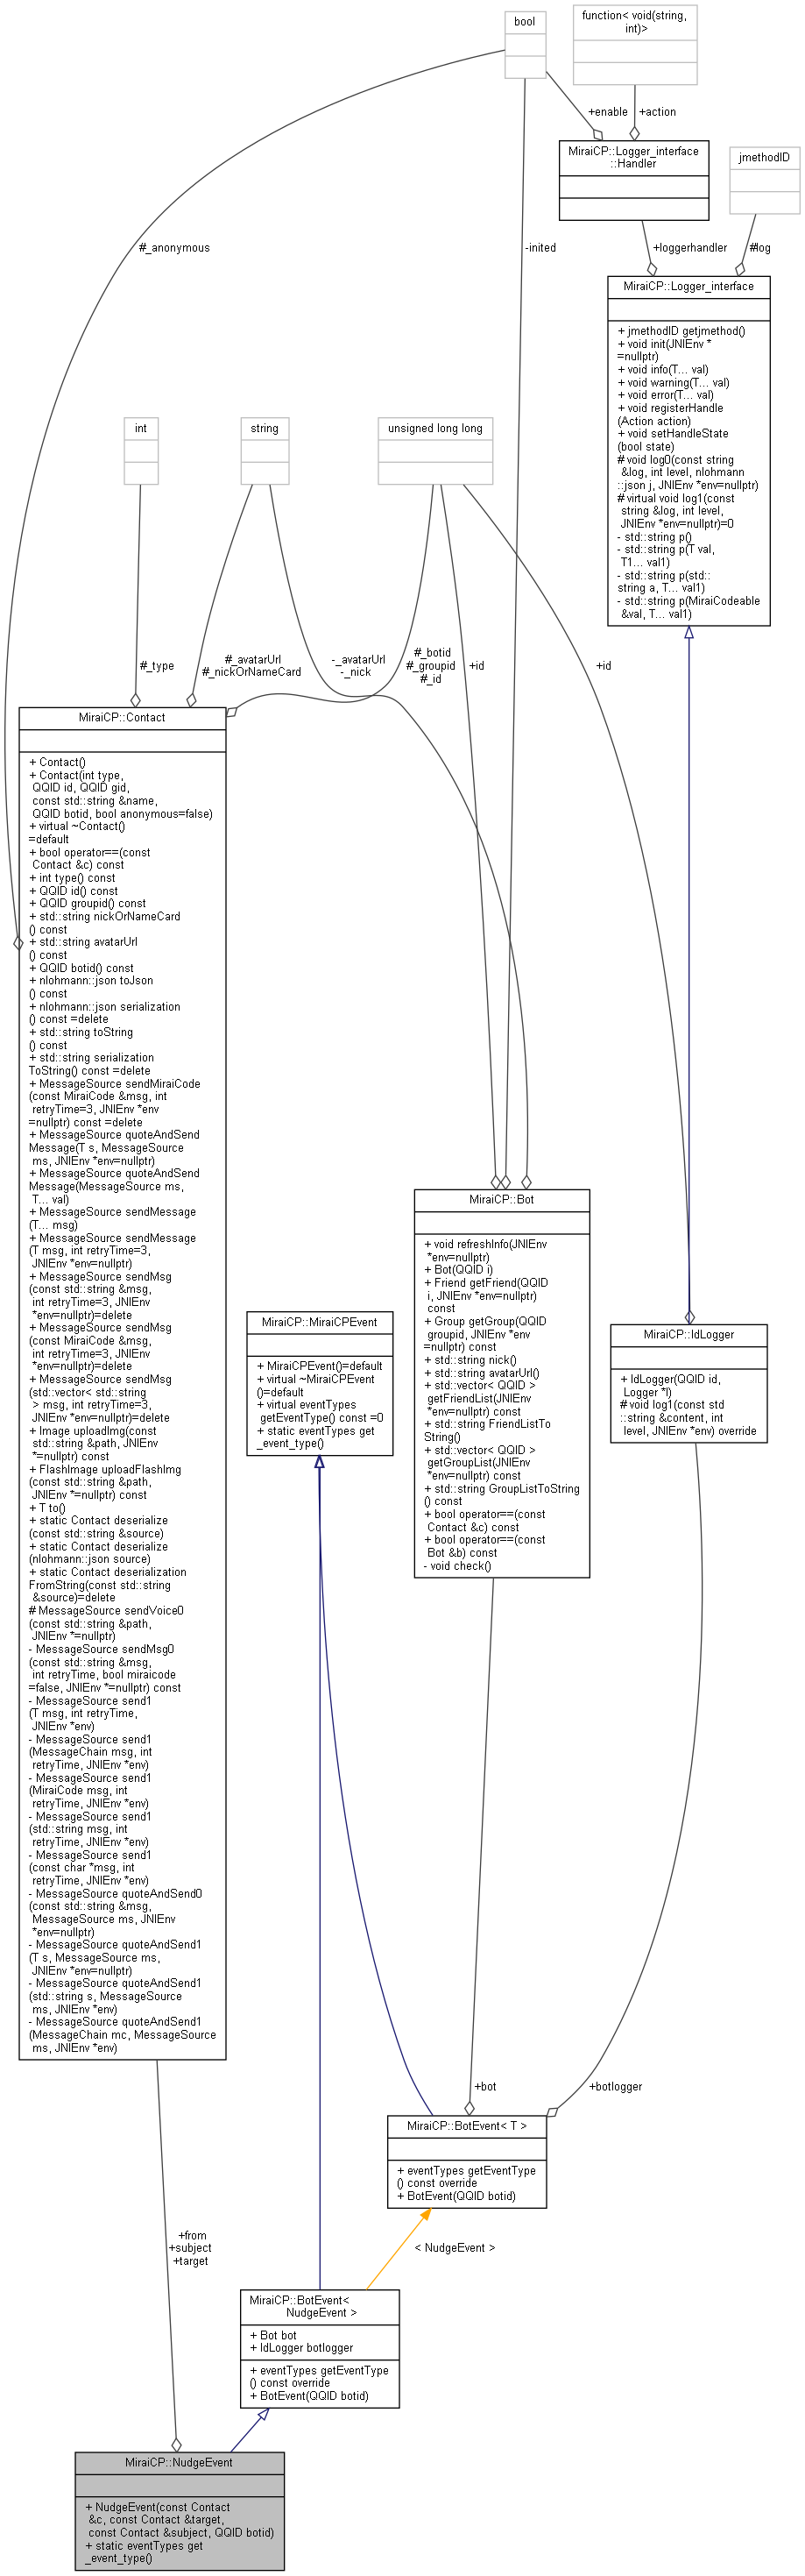 bool
function< void(string,
int)>
+enable
+action
MiraiCP::Logger_interface
::Handler
jmethodID
#_anonymous
-inited
+loggerhandler
#log
MiraiCP::Logger_interface
+ jmethodID getjmethod()
+ void init(JNIEnv *
=nullptr)
+ void info(T... val)
+ void warning(T... val)
+ void error(T... val)
+ void registerHandle
(Action action)
+ void setHandleState
(bool state)
# void log0(const string
&log, int level, nlohmann
::json j, JNIEnv *env=nullptr)
# virtual void log1(const
string &log, int level,
JNIEnv *env=nullptr)=0
- std::string p()
- std::string p(T val,
T1... val1)
- std::string p(std::
string a, T... val1)
- std::string p(MiraiCodeable
&val, T... val1)
int
string
unsigned long long
#_type
#_avatarUrl
#_nickOrNameCard
-_avatarUrl
-_nick
#_botid
#_groupid
#_id
+id
+id
MiraiCP::Contact
+ Contact()
+ Contact(int type,
QQID id, QQID gid,
const std::string &name,
QQID botid, bool anonymous=false)
+ virtual ~Contact()
=default
+ bool operator==(const
Contact &c) const
+ int type() const
+ QQID id() const
+ QQID groupid() const
+ std::string nickOrNameCard
() const
+ std::string avatarUrl
() const
+ QQID botid() const
+ nlohmann::json toJson
() const
+ nlohmann::json serialization
() const =delete
+ std::string toString
() const
+ std::string serialization
ToString() const =delete
+ MessageSource sendMiraiCode
(const MiraiCode &msg, int
retryTime=3, JNIEnv *env
=nullptr) const =delete
+ MessageSource quoteAndSend
Message(T s, MessageSource
ms, JNIEnv *env=nullptr)
+ MessageSource quoteAndSend
Message(MessageSource ms,
T... val)
+ MessageSource sendMessage
(T... msg)
+ MessageSource sendMessage
(T msg, int retryTime=3,
JNIEnv *env=nullptr)
+ MessageSource sendMsg
(const std::string &msg,
int retryTime=3, JNIEnv
*env=nullptr)=delete
+ MessageSource sendMsg
(const MiraiCode &msg,
int retryTime=3, JNIEnv
*env=nullptr)=delete
+ MessageSource sendMsg
(std::vector< std::string
> msg, int retryTime=3,
JNIEnv *env=nullptr)=delete
+ Image uploadImg(const
std::string &path, JNIEnv
*=nullptr) const
+ FlashImage uploadFlashImg
(const std::string &path,
JNIEnv *=nullptr) const
+ T to()
+ static Contact deserialize
(const std::string &source)
+ static Contact deserialize
(nlohmann::json source)
+ static Contact deserialization
FromString(const std::string
&source)=delete
# MessageSource sendVoice0
(const std::string &path,
JNIEnv *=nullptr)
- MessageSource sendMsg0
(const std::string &msg,
int retryTime, bool miraicode
=false, JNIEnv *=nullptr) const
- MessageSource send1
(T msg, int retryTime,
JNIEnv *env)
- MessageSource send1
(MessageChain msg, int
retryTime, JNIEnv *env)
- MessageSource send1
(MiraiCode msg, int
retryTime, JNIEnv *env)
- MessageSource send1
(std::string msg, int
retryTime, JNIEnv *env)
- MessageSource send1
(const char *msg, int
retryTime, JNIEnv *env)
- MessageSource quoteAndSend0
(const std::string &msg,
MessageSource ms, JNIEnv
*env=nullptr)
- MessageSource quoteAndSend1
(T s, MessageSource ms,
JNIEnv *env=nullptr)
- MessageSource quoteAndSend1
(std::string s, MessageSource
ms, JNIEnv *env)
- MessageSource quoteAndSend1
(MessageChain mc, MessageSource
ms, JNIEnv *env)
MiraiCP::Bot
+ void refreshInfo(JNIEnv
*env=nullptr)
+ Bot(QQID i)
+ Friend getFriend(QQID
i, JNIEnv *env=nullptr)
const
+ Group getGroup(QQID
groupid, JNIEnv *env
=nullptr) const
+ std::string nick()
+ std::string avatarUrl()
+ std::vector< QQID >
getFriendList(JNIEnv
*env=nullptr) const
+ std::string FriendListTo
String()
+ std::vector< QQID >
getGroupList(JNIEnv
*env=nullptr) const
+ std::string GroupListToString
() const
+ bool operator==(const
Contact &c) const
+ bool operator==(const
Bot &b) const
- void check()
MiraiCP::MiraiCPEvent
+ MiraiCPEvent()=default
+ virtual ~MiraiCPEvent
()=default
+ virtual eventTypes
getEventType() const =0
+ static eventTypes get
_event_type()
MiraiCP::IdLogger
+ IdLogger(QQID id,
Logger *l)
# void log1(const std
::string &content, int
level, JNIEnv *env) override
+bot
+botlogger
MiraiCP::BotEvent< T >
+ eventTypes getEventType
() const override
+ BotEvent(QQID botid)
+from
+subject
+target
< NudgeEvent >
MiraiCP::BotEvent<
NudgeEvent >
+ Bot bot
+ IdLogger botlogger
+ eventTypes getEventType
() const override
+ BotEvent(QQID botid)
MiraiCP::NudgeEvent
+ NudgeEvent(const Contact
&c, const Contact &target,
const Contact &subject, QQID botid)
+ static eventTypes get
_event_type()